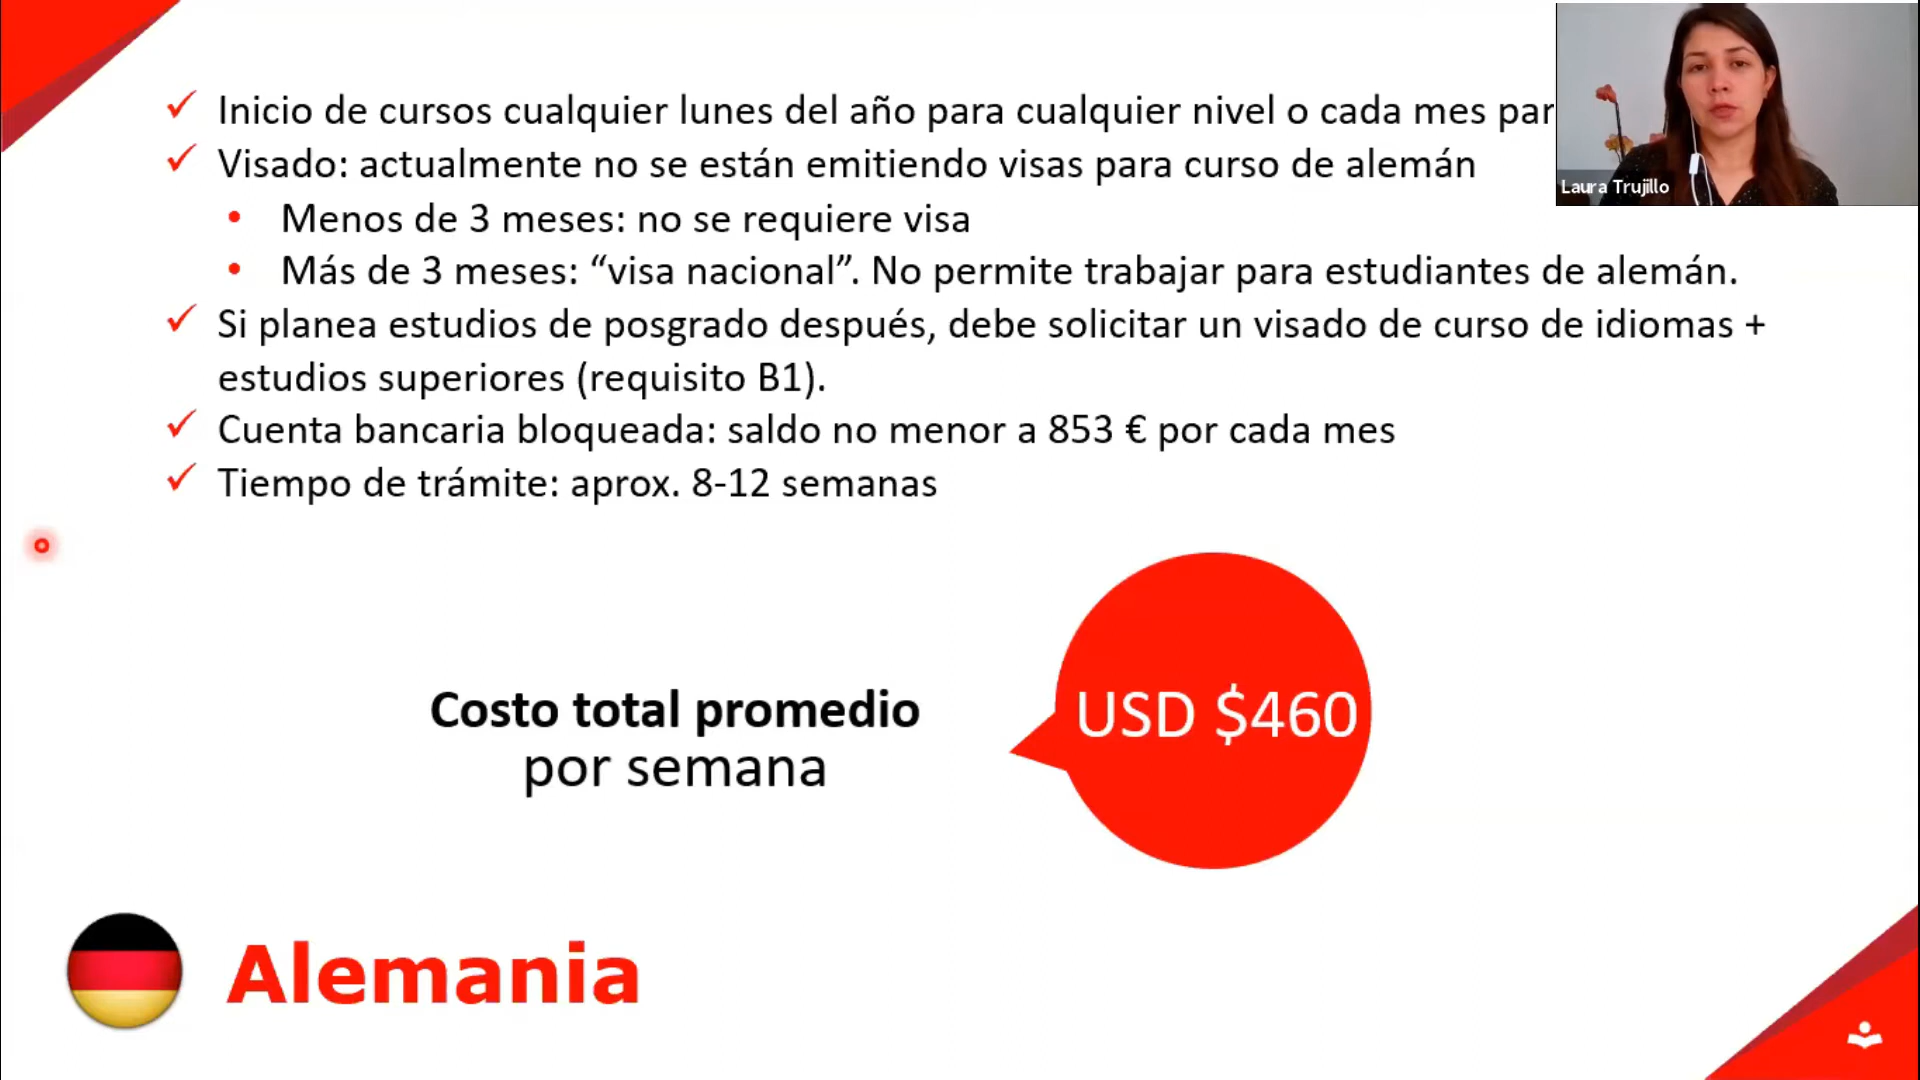 Inicio de cursos cualquier lunes del año para cualquier nivel o cada mes par
Visado: actualmente no se están emitiendo visas para curso de alemán
Menos de 3 meses: no se requiere visa
Más de 3 meses: “visa nacional”. No permite trabajar para estudiantes de alemán.
Si planea estudios de posgrado después, debe solicitar un visado de curso de idiomas +
estudios superiores (requisito B1).
Cuenta bancaria bloqueada: saldo no menor a 853 € por cada mes
Tiempo de trámite: aprox. 8-12 semanas
Laura Trujillo
Costo total promedio
por semana
USD $460
Alemania